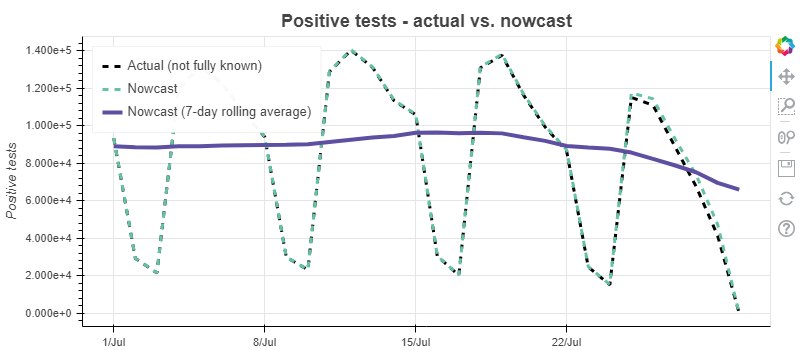 Positive tests - actual vs. nowcast
Actual (not fully known)
Nowcast
Nowcast (7-day rolling average)
Positive tests
1.400e+5
1.200e+5
1.000e+5
8.000e+4
6.000e+4
4.000e+4
2.000e+4
0.000e+0
1/Jul
8/Jul
15/Jul
22/Jul